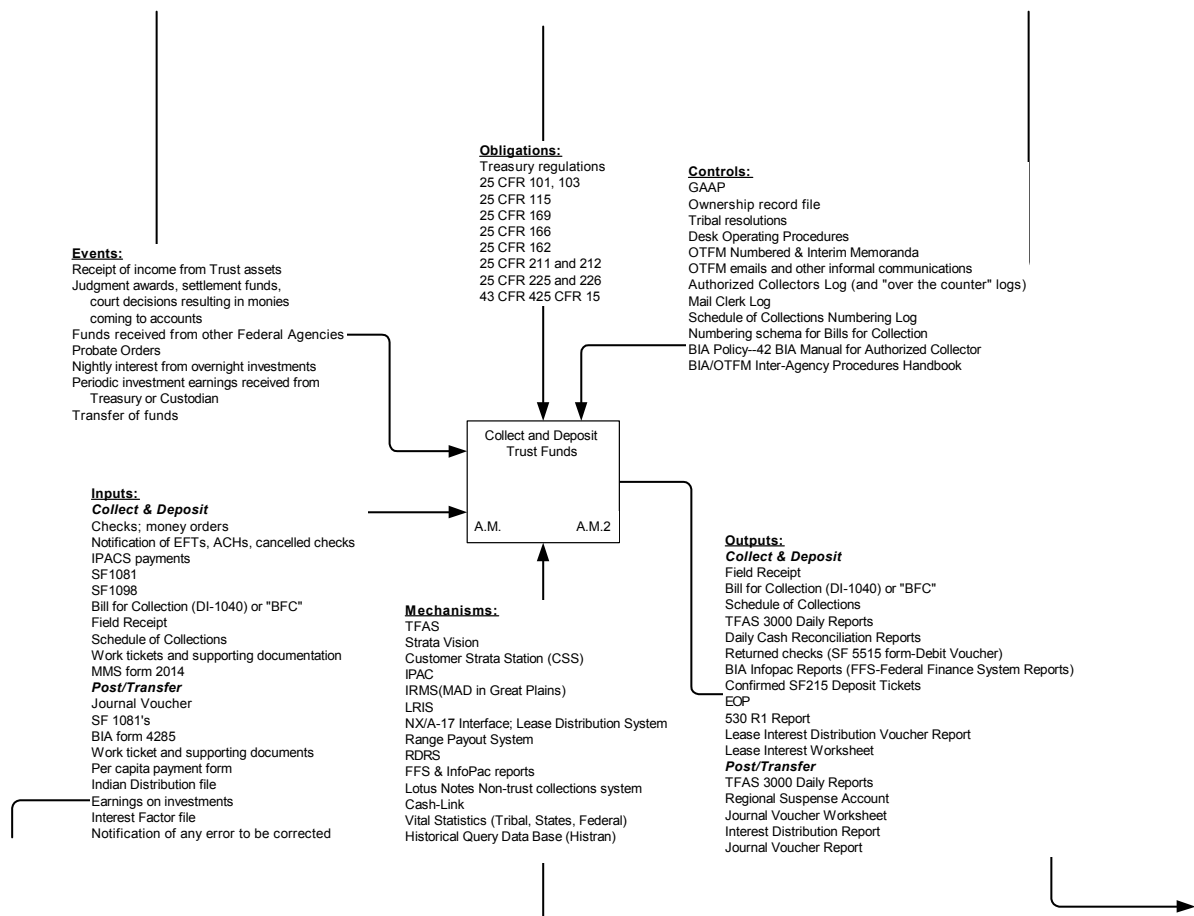 Obligations:
Treasury regulations
25 CFR 101, 103
25 CFR 115
25 CFR 169
25 CFR 166
25 CFR 162
25 CFR 211 and 212
25 CFR 225 and 226
43 CFR 425 CFR 15
Controls:
GAAP
Ownership record file
Tribal resolutions
Desk Operating Procedures
OTFM Numbered & Interim Memoranda
OTFM emails and other informal communications
Authorized Collectors Log (and "over the counter" logs)
Mail Clerk Log
Schedule of Collections Numbering Log
Numbering schema for Bills for Collection
BIA Policy--42 BIA Manual for Authorized Collector
BIA/OTFM Inter-Agency Procedures Handbook
Events:
Receipt of income from Trust assets
Judgment awards, settlement funds,
court decisions resulting in monies
coming to accounts
Funds received from other Federal Agencies
Probate Orders
Nightly interest from overnight investments
Periodic investment earnings received from
Treasury or Custodian
Transfer of funds
Collect and Deposit
Trust Funds
A.M. A.M.2
Inputs:
Collect & Deposit
Checks; money orders
Notification of EFTs, ACHs, cancelled checks
IPACS payments
SF1081
SF1098
Bill for Collection (DI-1040) or "BFC"
Field Receipt
Schedule of Collections
Work tickets and supporting documentation
MMS form 2014
Post/Transfer
Journal Voucher
SF 1081's
BIA form 4285
Work ticket and supporting documents
Per capita payment form
Indian Distribution file
Earnings on investments
Interest Factor file
Notification of any error to be corrected
Mechanisms:
TFAS
Strata Vision
Customer Strata Station (CSS)
IPAC
IRMS(MAD in Great Plains)
LRIS
NX/A-17 Interface; Lease Distribution System
Range Payout System
RDRS
FFS & InfoPac reports
Lotus Notes Non-trust collections system
Cash-Link
Vital Statistics (Tribal, States, Federal)
Historical Query Data Base (Histran)
Outputs:
Collect & Deposit
Field Receipt
Bill for Collection (DI-1040) or "BFC"
Schedule of Collections
TFAS 3000 Daily Reports
Daily Cash Reconciliation Reports
Returned checks (SF 5515 form-Debit Voucher)
BIA Infopac Reports (FFS-Federal Finance System Reports)
Confirmed SF215 Deposit Tickets
EOP
530 R1 Report
Lease Interest Distribution Voucher Report
Lease Interest Worksheet
Post/Transfer
TFAS 3000 Daily Reports
Regional Suspense Account
Journal Voucher Worksheet
Interest Distribution Report
Journal Voucher Report